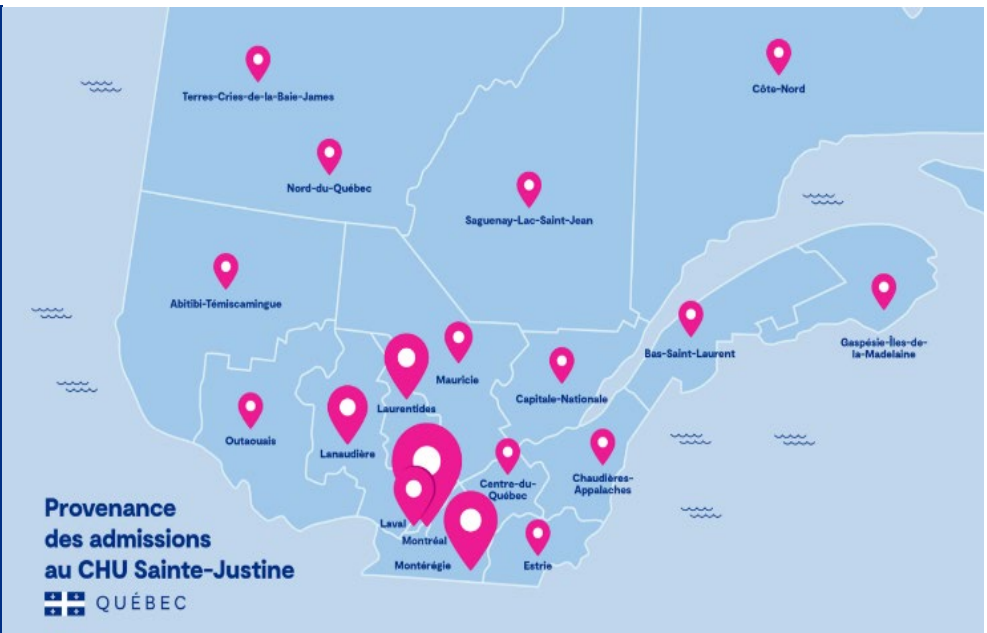 Côte-Nord
Terres-Cries-de-la-Baie-James
Nord-du-Québec
Saguenay-Lac-Saint-Jean
Abitibi-Témiscamingue
Gaspésie-Îles-de-
la-Madelaine
Bas-Saint-Laurent
Mauricie
Capitale-Nationale
Laurentides
Outaouais
Lanaudière
Centre-du-
Québec
Chaudières-
Appalaches
Laval
Montréal
Montérégie
Estrie
Provenance
des admissions
au CHU Sainte-Justine
QUÉBEC